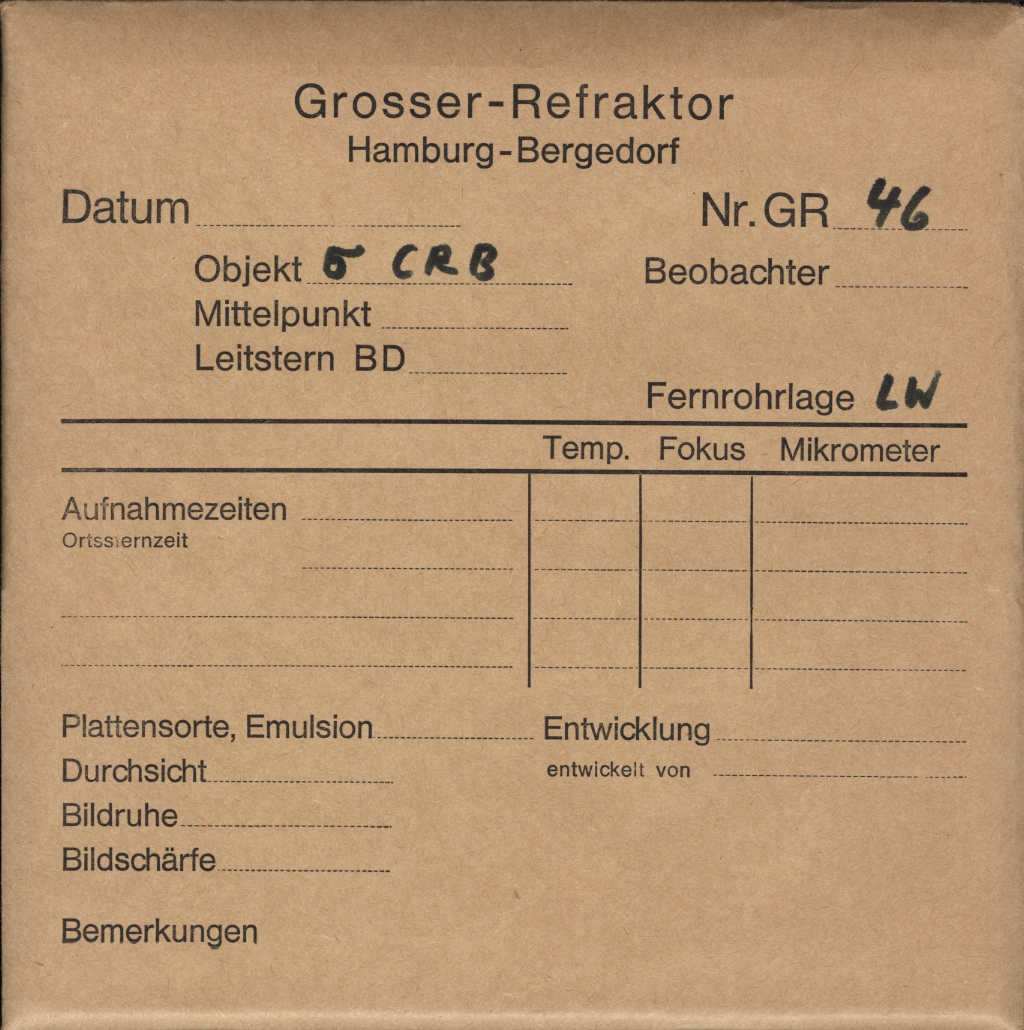 Grosser-Refraktor
Hamburg-Bergedorf
Datum Nr. GR 46
Objekt σ CRB Beobachter
Mittelpunkt
Leitstern BD
Fernrohrlage LW
Temp. Fokus Mikrometer
Aufnahmezeiten
Ortssternzeit
Plattensorte, Emulsion Entwicklung
Durchsicht entwickelt von
Bildruhe
Bildschärfe
Bemerkungen